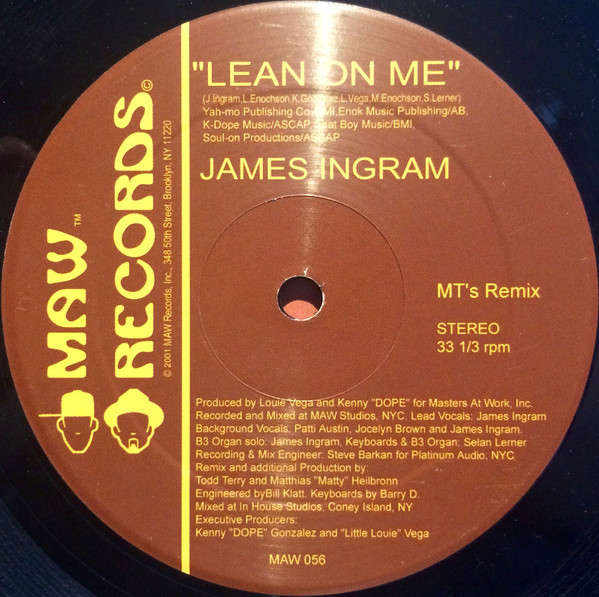 "LEAN ON ME"
(J.Ingram,L.Enochson,K.Gonzalez,L.Vega,M.Enochson,S.Lerner)
Yah-mo Publishing Co./BMI,Enok Music Publishing/AB,
K-Dope Music/ASCAP, Beat Boy Music/BMI,
Soul-on Productions/ASCAP
JAMES INGRAM
MAW ™
RECORDS ©
© 2001 MAW Records, Inc., 348 50th Street, Brooklyn, NY 11220
MT's Remix
STEREO
33 1/3 rpm
Produced by Louie Vega and Kenny "DOPE" for Masters At Work, Inc.
Recorded and Mixed at MAW Studios, NYC. Lead Vocals: James Ingram
Background Vocals: Patti Austin, Jocelyn Brown and James Ingram.
B3 Organ solo: James Ingram, Keyboards & B3 Organ: Selan Lerner
Recording & Mix Engineer: Steve Barkan for Platinum Audio, NYC.
Remix and additional Production by:
Todd Terry and Matthias "Matty" Heilbronn
Engineered byBill Klatt. Keyboards by Barry D.
Mixed at In House Studios, Coney Island, NY
Executive Producers:
Kenny "DOPE" Gonzalez and "Little Louie" Vega
MAW 056